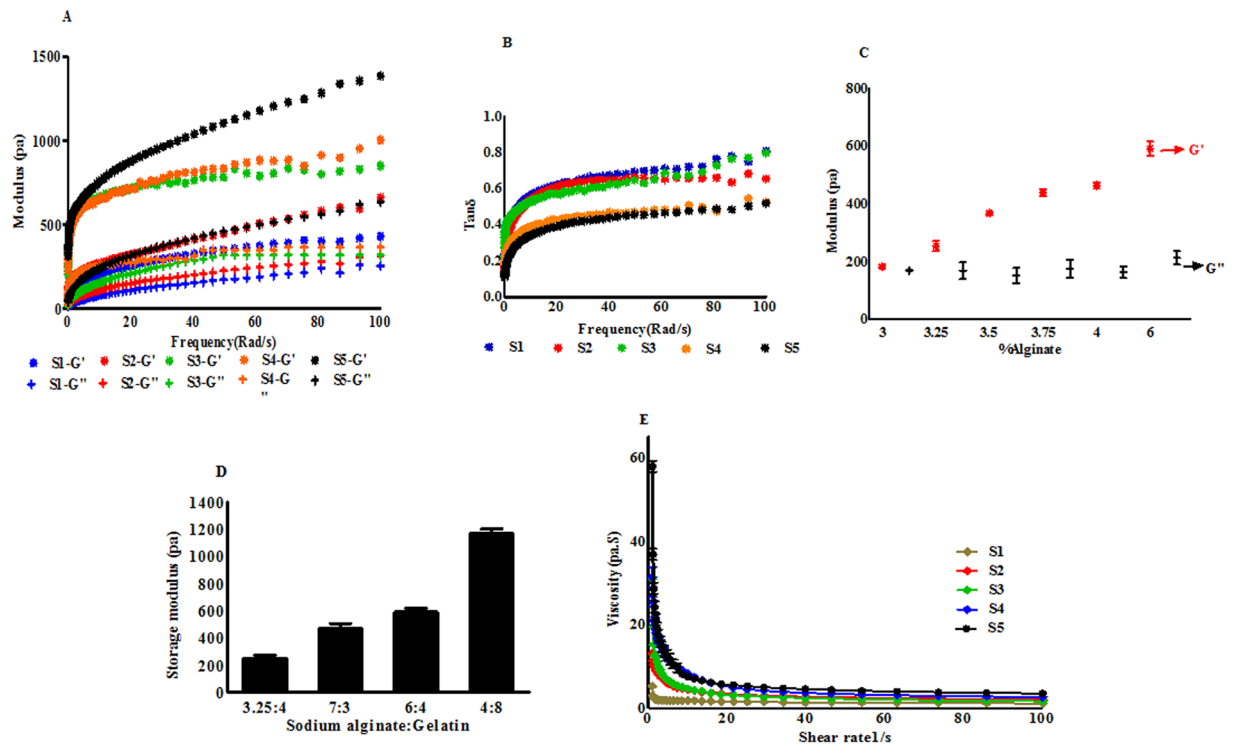 A
Modulus (pa)
1500
1000
500
0
0 20 40 60 80 100
Frequency(Rad/s)
S1-G' S2-G' S3-G' S4-G' S5-G'
S1-G" S2-G" S3-G" S4-G" S5-G"
B
Tanδ
1.0
0.8
0.6
0.4
0.2
0.0
0 20 40 60 80 100
Frequency(Rad/s)
S1 S2 S3 S4 S5
C
Modulus (pa)
800
600
400
200
0
G'
G"
3 3.25 3.5 3.75 4 6
%Alginate
D
Storage modulus (pa)
1400
1200
1000
800
600
400
200
0
3.25:4 7:3 6:4 4:8
Sodium alginate:Gelatin
E
Viscosity (pa.S)
60
40
20
0
S1
S2
S3
S4
S5
0 20 40 60 80 100
Shear rate1/s